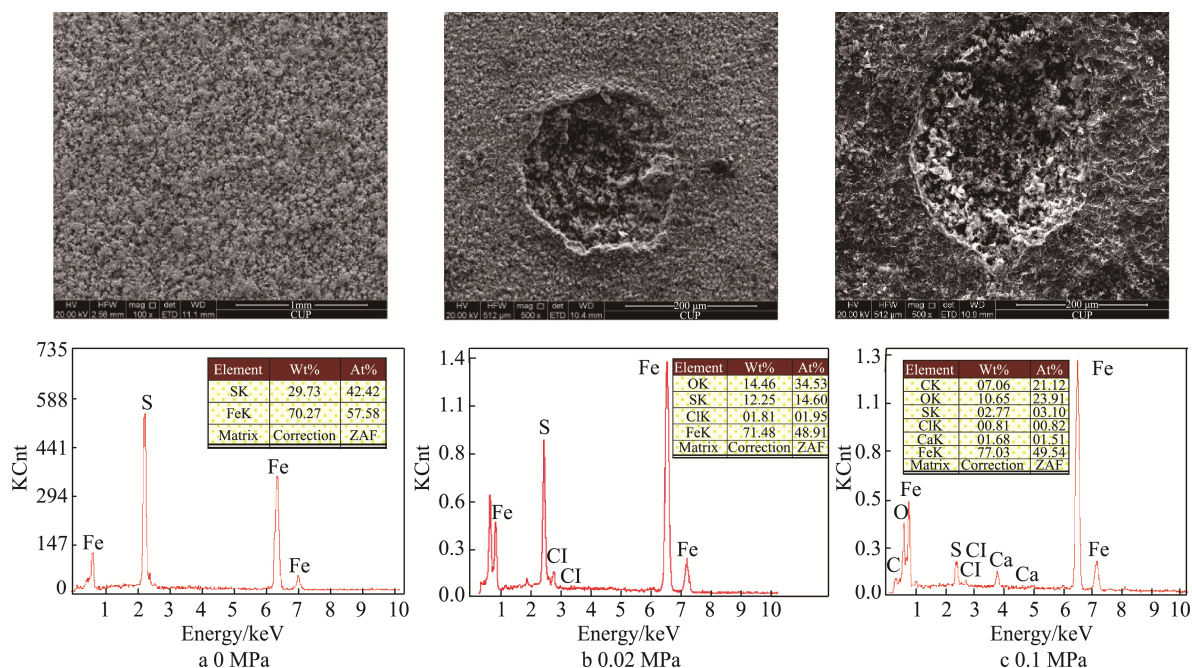 HV HFW mag □ det WD
20.00 kV 2.56 mm 100 x ETD 11.1 mm
1mm
CUP
HV HFW mag □ det WD
20.00 kV 512 μm 500 x ETD 10.4 mm
200 μm
CUP
HV HFW mag □ det WD
20.00 kV 512 μm 500 x ETD 10.9 mm
200 μm
CUP
735
588
441
294
147
0
KCnt
Element Wt% At%
SK 29.73 42.42
FeK 70.27 57.58
Matrix Correction ZAF
Fe
S
Fe
Fe
1 2 3 4 5 6 7 8 9 10
Energy/keV
a 0 MPa
1.4
1.1
0.8
0.6
0.3
0.0
KCnt
Element Wt% At%
OK 14.46 34.53
SK 12.25 14.60
ClK 01.81 01.95
FeK 71.48 48.91
Matrix Correction ZAF
Fe
S
CI
CI
Fe
Fe
0 1 2 3 4 5 6 7 8 9 10
Energy/keV
b 0.02 MPa
1.3
1.1
0.8
0.5
0.3
0.0
KCnt
Element Wt% At%
CK 07.06 21.12
OK 10.65 23.91
SK 02.77 03.10
ClK 00.81 00.82
CaK 01.68 01.51
FeK 77.03 49.54
Matrix Correction ZAF
C
O
Fe
S
CI
CI
Ca
Ca
Fe
Fe
1 2 3 4 5 6 7 8 9 10
Energy/keV
c 0.1 MPa